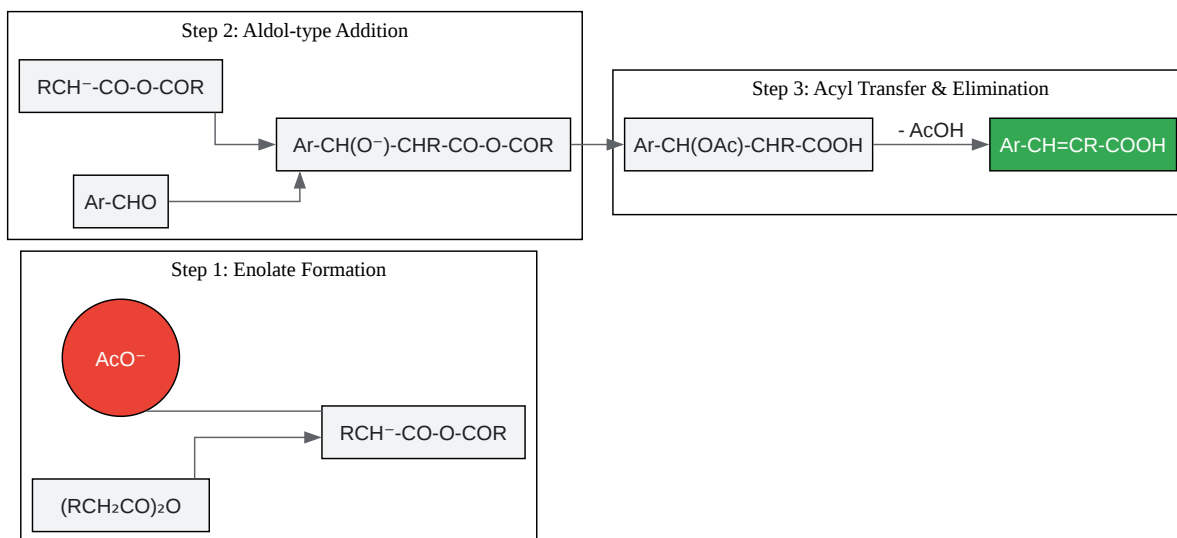 Step 2: Aldol-type Addition
RCH⁻-CO-O-COR
Ar-CH(O⁻)-CHR-CO-O-COR
Ar-CHO
Step 3: Acyl Transfer & Elimination
Ar-CH(OAc)-CHR-COOH
- AcOH
Ar-CH=CR-COOH
Step 1: Enolate Formation
AcO⁻
RCH⁻-CO-O-COR
(RCH₂CO)₂O